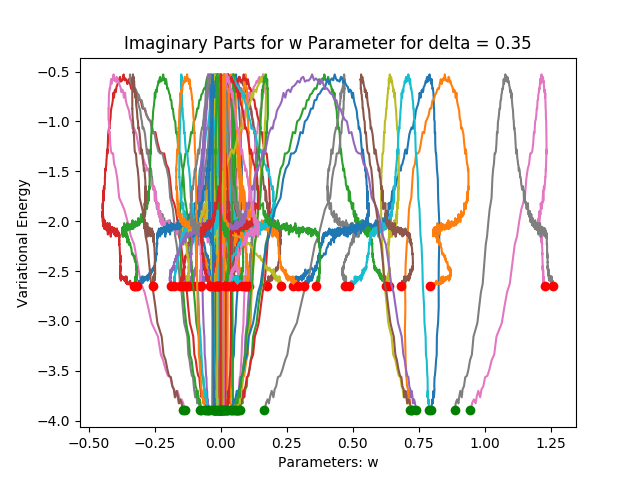 Imaginary Parts for w Parameter for delta = 0.35
Variational Energy
−0.5
−1.0
−1.5
−2.0
−2.5
−3.0
−3.5
−4.0
−0.50 −0.25 0.00 0.25 0.50 0.75 1.00 1.25
Parameters: w